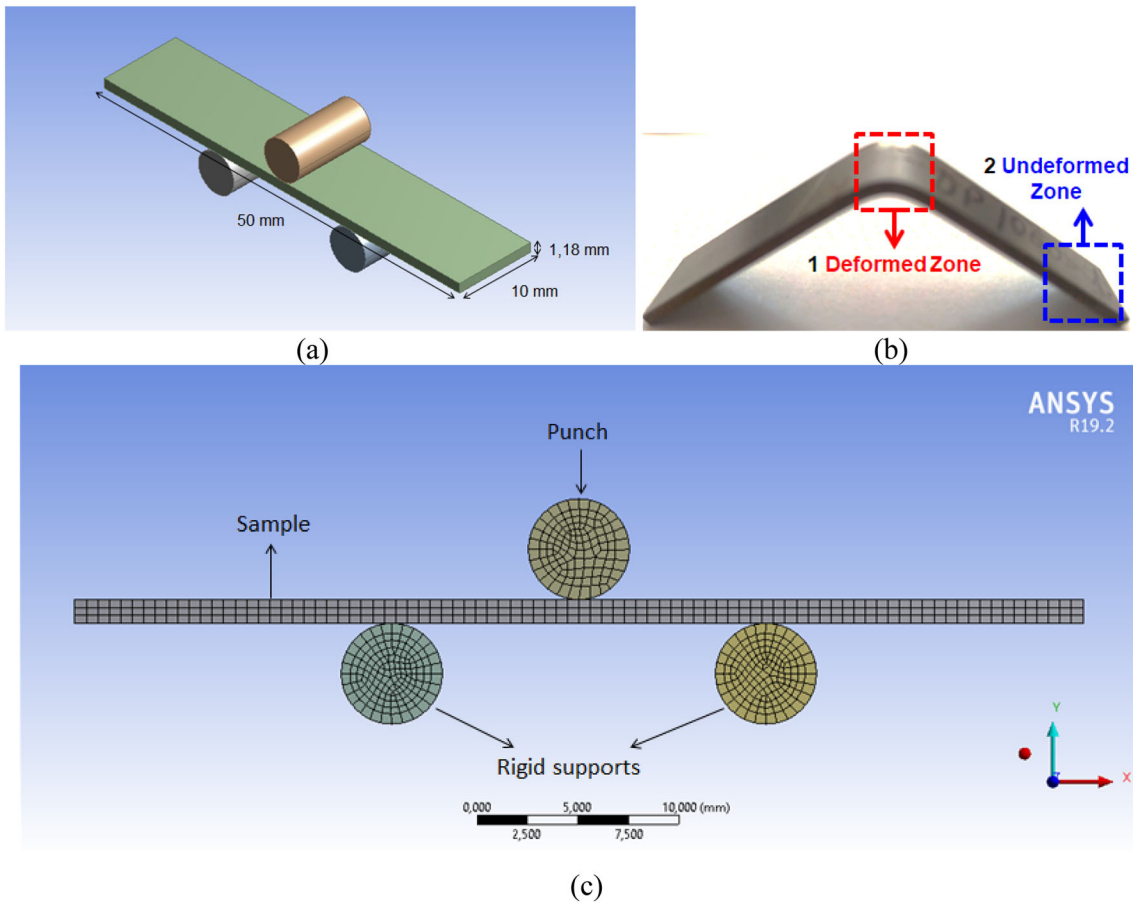 50 mm
1,18 mm
10 mm
(a)
2 Undeformed
Zone
1 Deformed Zone
(b)
ANSYS
R19.2
Punch
Sample
Rigid supports
Y
Z
X
0,000 5,000 10,000 (mm)
2,500 7,500
(c)